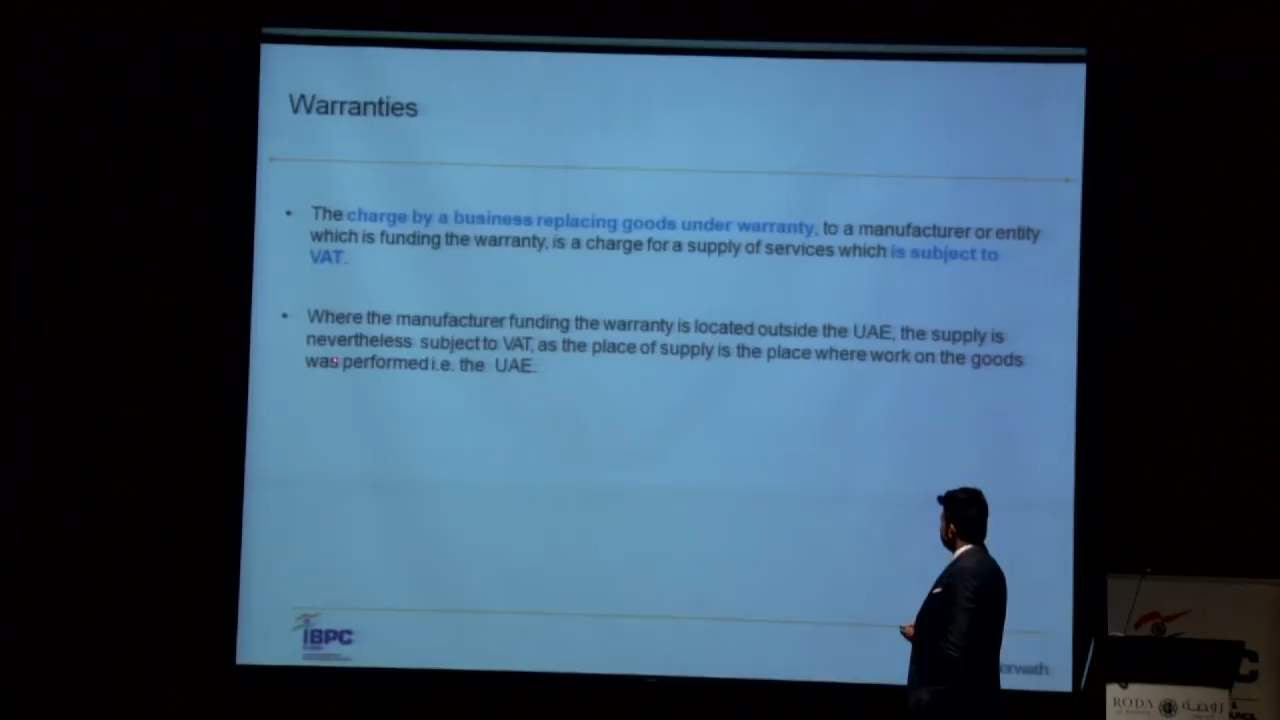 Warranties
• The charge by a business replacing goods under warranty, to a manufacturer or entity
which is funding the warranty, is a charge for a supply of services which is subject to
VAT.
• Where the manufacturer funding the warranty is located outside the UAE, the supply is
nevertheless subject to VAT, as the place of supply is the place where work on the goods
was performed i.e. the UAE.
IBPC
erwath
RODA روضة